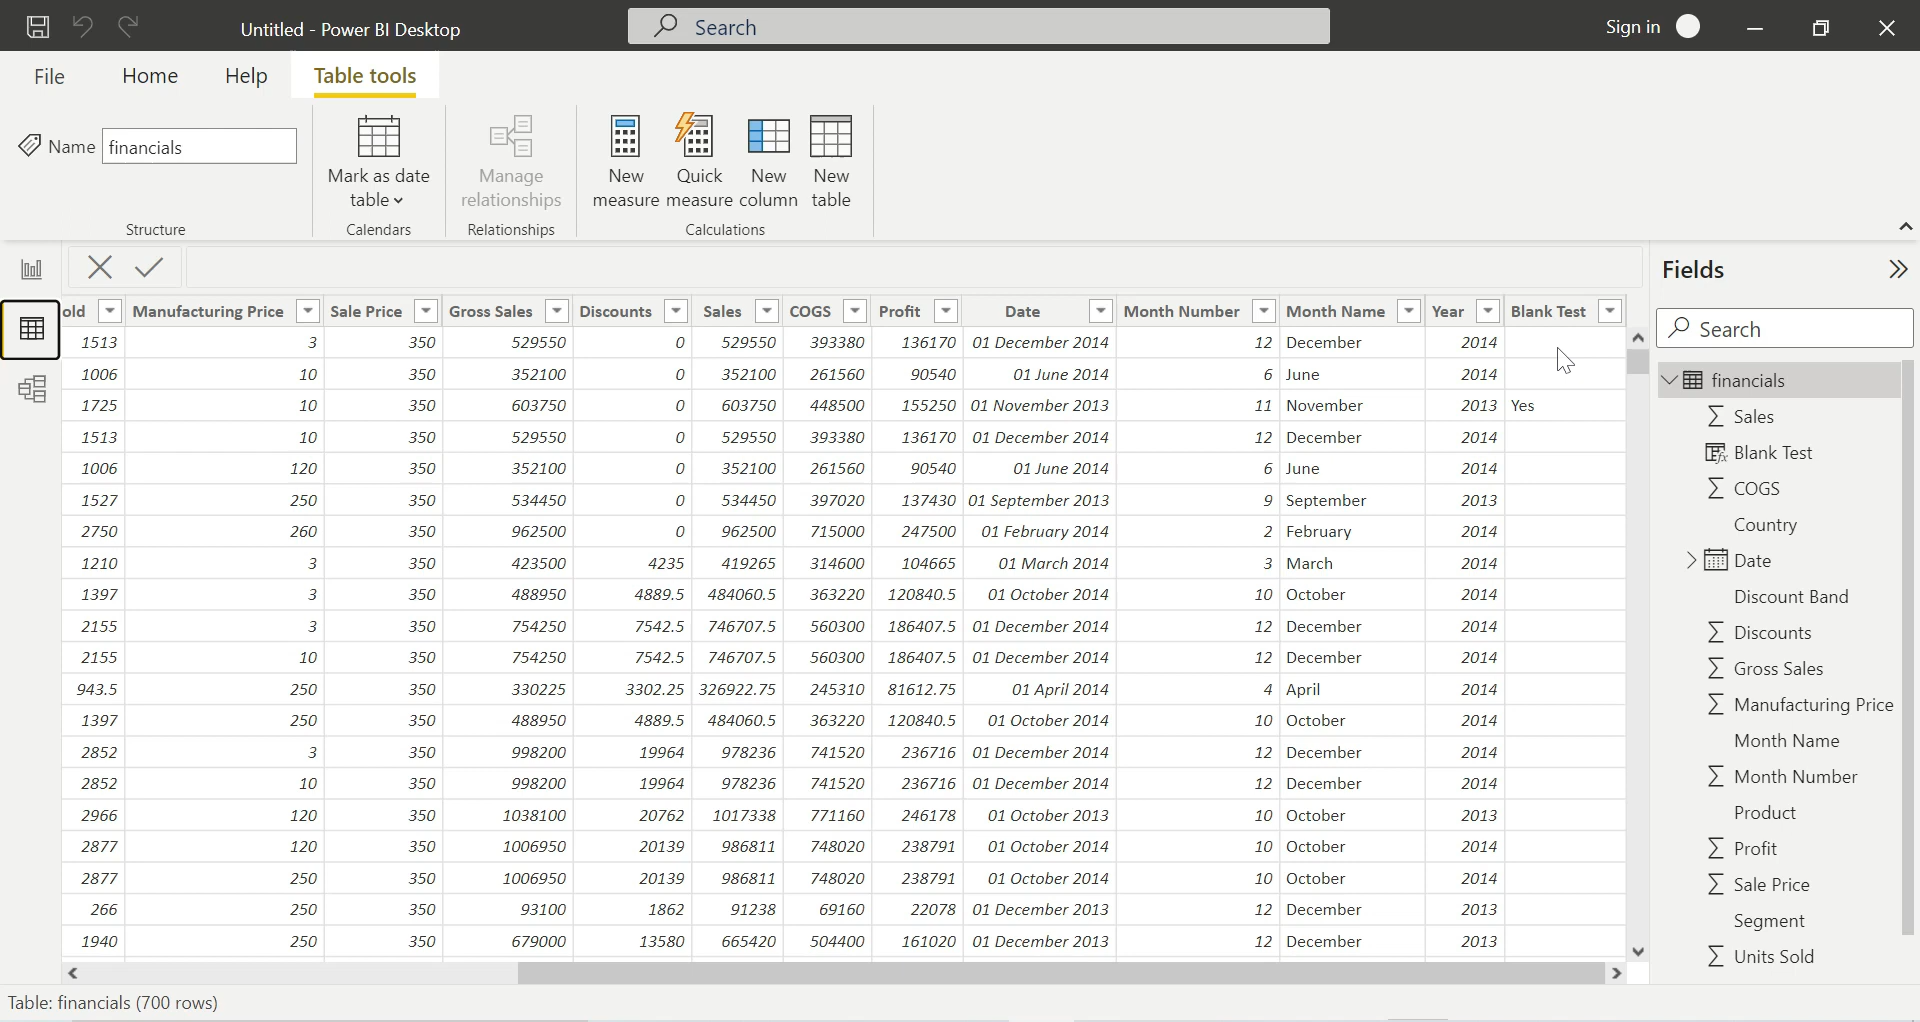 Untitled - Power BI Desktop Search Sign in
File Home Help Table tools
Name financials
Mark as date table Manage relationships New measure Quick measure New column New table
Structure Calendars Relationships Calculations
old Manufacturing Price Sale Price Gross Sales Discounts Sales COGS Profit Date Month Number Month Name Year Blank Test
1513 3 350 529550 0 529550 393380 136170 01 December 2014 12 December 2014
1006 10 350 352100 0 352100 261560 90540 01 June 2014 6 June 2014
1725 10 350 603750 0 603750 448500 155250 01 November 2013 11 November 2013 Yes
1513 10 350 529550 0 529550 393380 136170 01 December 2014 12 December 2014
1006 120 350 352100 0 352100 261560 90540 01 June 2014 6 June 2014
1527 250 350 534450 0 534450 397020 137430 01 September 2013 9 September 2013
2750 260 350 962500 0 962500 715000 247500 01 February 2014 2 February 2014
1210 3 350 423500 4235 419265 314600 104665 01 March 2014 3 March 2014
1397 3 350 488950 4889.5 484060.5 363220 120840.5 01 October 2014 10 October 2014
2155 3 350 754250 7542.5 746707.5 560300 186407.5 01 December 2014 12 December 2014
2155 10 350 754250 7542.5 746707.5 560300 186407.5 01 December 2014 12 December 2014
943.5 250 350 330225 3302.25 326922.75 245310 81612.75 01 April 2014 4 April 2014
1397 250 350 488950 4889.5 484060.5 363220 120840.5 01 October 2014 10 October 2014
2852 3 350 998200 19964 978236 741520 236716 01 December 2014 12 December 2014
2852 10 350 998200 19964 978236 741520 236716 01 December 2014 12 December 2014
2966 120 350 1038100 20762 1017338 771160 246178 01 October 2013 10 October 2013
2877 120 350 1006950 20139 986811 748020 238791 01 October 2014 10 October 2014
2877 250 350 1006950 20139 986811 748020 238791 01 October 2014 10 October 2014
266 250 350 93100 1862 91238 69160 22078 01 December 2013 12 December 2013
1940 250 350 679000 13580 665420 504400 161020 01 December 2013 12 December 2013
Fields
Search
financials
Sales
Blank Test
COGS
Country
Date
Discount Band
Discounts
Gross Sales
Manufacturing Price
Month Name
Month Number
Product
Profit
Sale Price
Segment
Units Sold
Table: financials (700 rows)